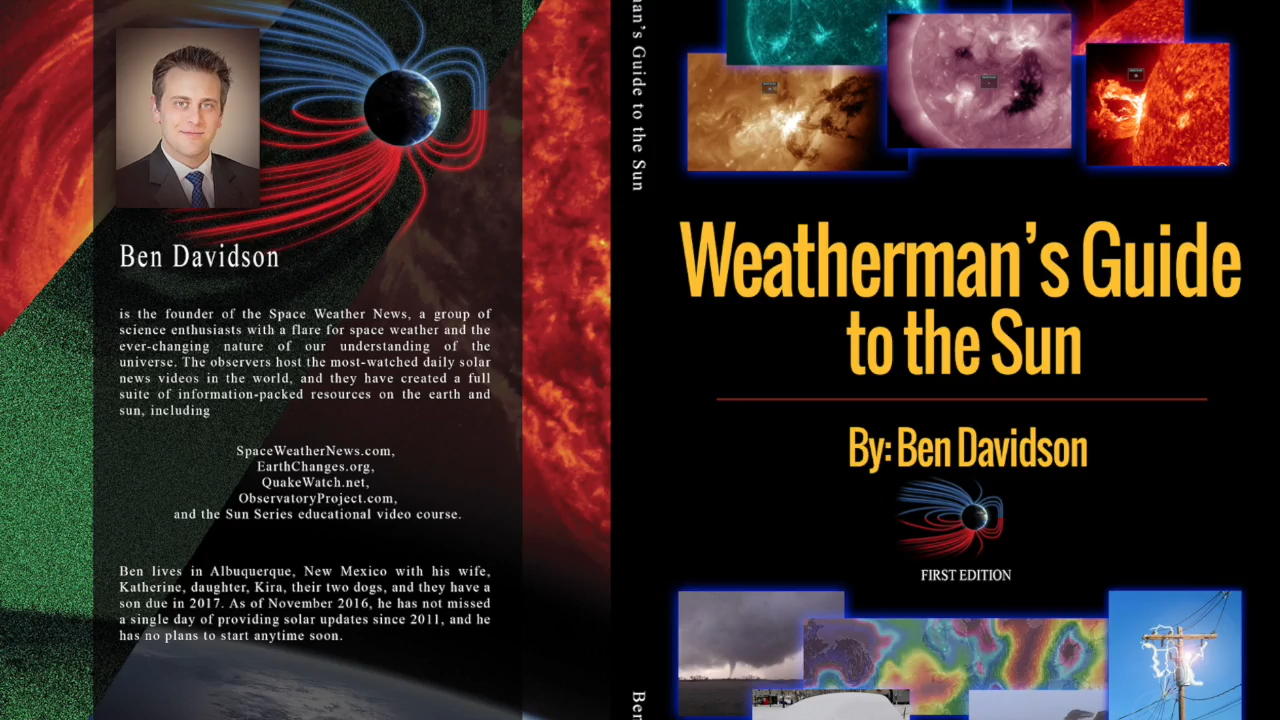 Ben Davidson
is the founder of the Space Weather News, a group of
science enthusiasts with a flare for space weather and the
ever-changing nature of our understanding of the
universe. The observers host the most-watched daily solar
news videos in the world, and they have created a full
suite of information-packed resources on the earth and
sun, including
SpaceWeatherNews.com,
EarthChanges.org,
QuakeWatch.net,
ObservatoryProject.com,
and the Sun Series educational video course.
Ben lives in Albuquerque, New Mexico with his wife,
Katherine, daughter, Kira, their two dogs, and they have a
son due in 2017. As of November 2016, he has not missed
a single day of providing solar updates since 2011, and he
has no plans to start anytime soon.
an's Guide to the Sun
Be
Weatherman's Guide
to the Sun
By: Ben Davidson
FIRST EDITION